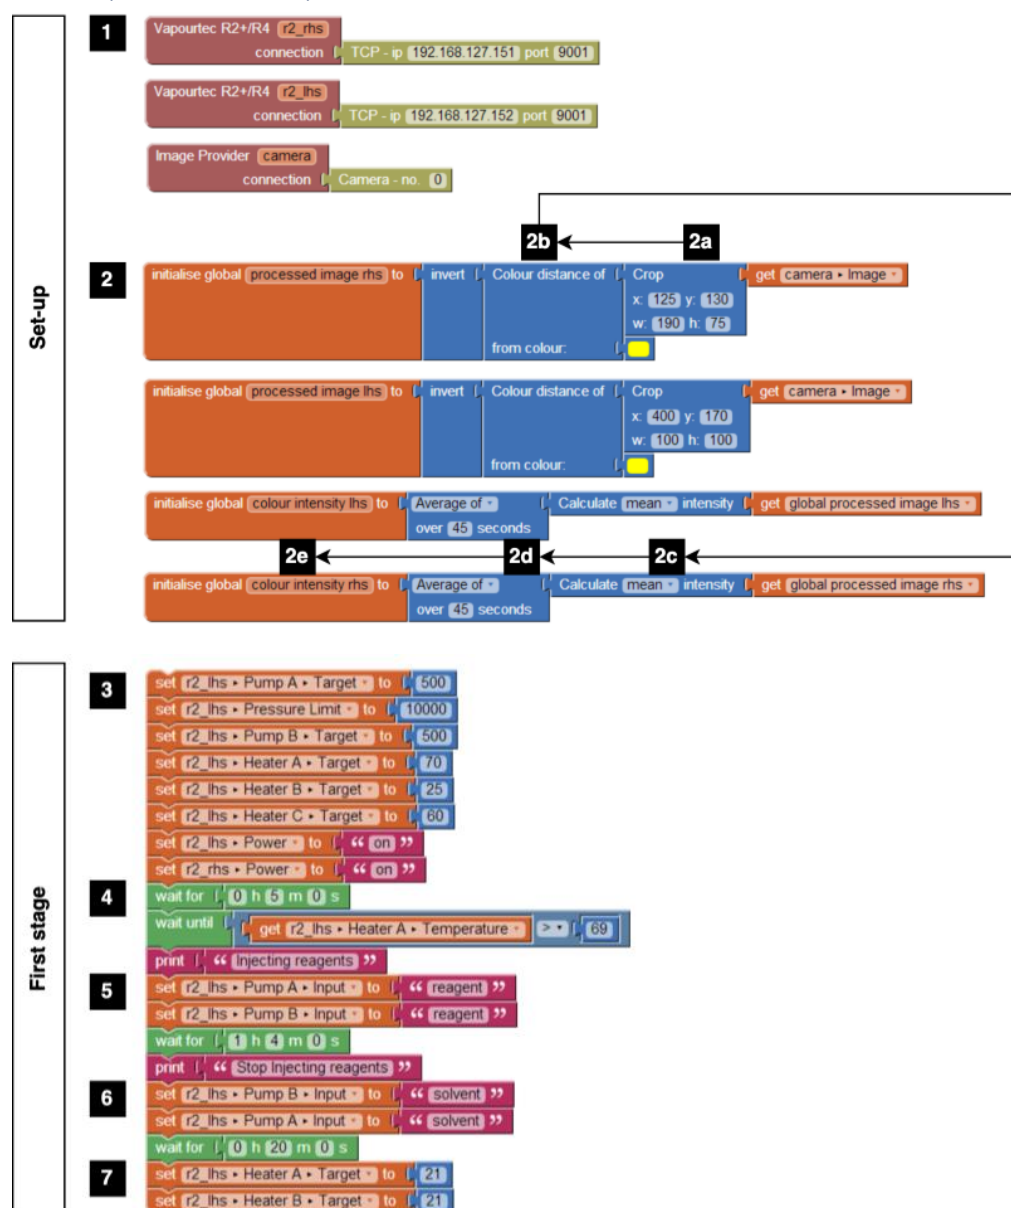 Set-up
1
Vapourtec R2+/R4 r2_rhs
connection TCP - ip 192.168.127.151 port 9001
Vapourtec R2+/R4 r2_lhs
connection TCP - ip 192.168.127.152 port 9001
Image Provider camera
connection Camera - no. 0
2b 2a
2
initialise global processed image rhs to invert Colour distance of Crop get camera ▸ Image
x: 125 y: 130
w: 190 h: 75
from colour:
initialise global processed image lhs to invert Colour distance of Crop get camera ▸ Image
x: 400 y: 170
w: 100 h: 100
from colour:
initialise global colour intensity lhs to Average of Calculate mean intensity get global processed image lhs
over 45 seconds
2e 2d 2c
initialise global colour intensity rhs to Average of Calculate mean intensity get global processed image rhs
over 45 seconds
First stage
3
set r2_lhs ▸ Pump A ▸ Target to 500
set r2_lhs ▸ Pressure Limit to 10000
set r2_lhs ▸ Pump B ▸ Target to 500
set r2_lhs ▸ Heater A ▸ Target to 70
set r2_lhs ▸ Heater B ▸ Target to 25
set r2_lhs ▸ Heater C ▸ Target to 60
set r2_lhs ▸ Power to “ on ”
set r2_rhs ▸ Power to “ on ”
4
wait for 0 h 5 m 0 s
wait until get r2_lhs ▸ Heater A ▸ Temperature > 69
print “ Injecting reagents ”
5
set r2_lhs ▸ Pump A ▸ Input to “ reagent ”
set r2_lhs ▸ Pump B ▸ Input to “ reagent ”
wait for 1 h 4 m 0 s
print “ Stop Injecting reagents ”
6
set r2_lhs ▸ Pump B ▸ Input to “ solvent ”
set r2_lhs ▸ Pump A ▸ Input to “ solvent ”
wait for 0 h 20 m 0 s
7
set r2_lhs ▸ Heater A ▸ Target to 21
set r2_lhs ▸ Heater B ▸ Target to 21